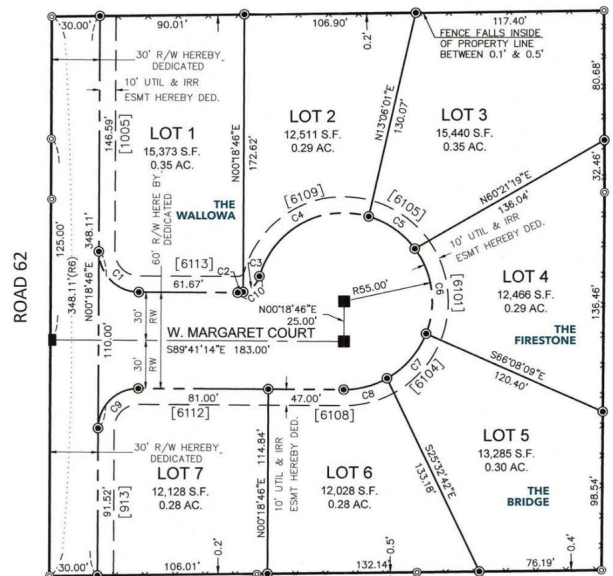 30.00'
90.01'
106.90'
117.40'
30' R/W HEREBY
DEDICATED
0.2'
FENCE FALLS INSIDE
OF PROPERTY LINE
BETWEEN 0.1' & 0.5'
10' UTIL & IRR
ESMT HEREBY DED.
146.59'
[1005]
LOT 1
15,373 S.F.
0.35 AC.
N00°18'46"E
172.62'
LOT 2
12,511 S.F.
0.29 AC.
N13°06'01"E
130.07'
LOT 3
15,440 S.F.
0.35 AC.
80.68'
32.46'
THE
WALLOWA
60' R/W HERE BY
DEDICATED
[6109]
C4
[6105]
C5
N60°21'19"E
136.04'
10' UTIL & IRR
ESMT HEREBY DED.
ROAD 62
125.00'
348.11'(R6)
348.11'
N00°18'46"E
110.00'
C1
[6113]
61.67'
C2
C3
C10
R55.00'
C6
[6101]
LOT 4
12,466 S.F.
0.29 AC.
136.46'
N00°18'46"E
25.00'
THE
FIRESTONE
30'
RW
W. MARGARET COURT
S89°41'14"E 183.00'
30'
RW
S66°08'09"E
120.40'
C9
81.00'
[6112]
47.00'
[6108]
C8
C7
[6104]
30' R/W HEREBY
DEDICATED
91.52'
[913]
LOT 7
12,128 S.F.
0.28 AC.
N00°18'46"E
114.84'
10' UTIL & IRR
ESMT HEREBY DED.
LOT 6
12,028 S.F.
0.28 AC.
S25°32'42"E
133.18'
LOT 5
13,285 S.F.
0.30 AC.
THE
BRIDGE
98.54'
30.00'
106.01'
0.2'
132.14'
0.5'
76.19'
0.4'